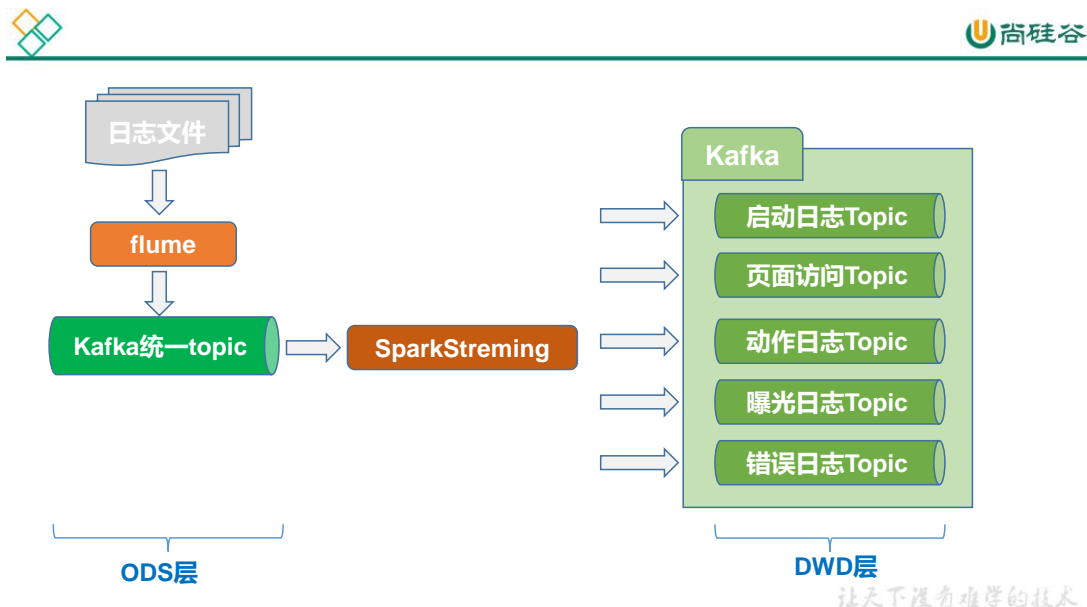 尚硅谷
日志文件
Kafka
启动日志Topic
flume
页面访问Topic
Kafka统一topic
SparkStreming
动作日志Topic
曝光日志Topic
错误日志Topic
ODS层
DWD层
让天下没有难学的技术